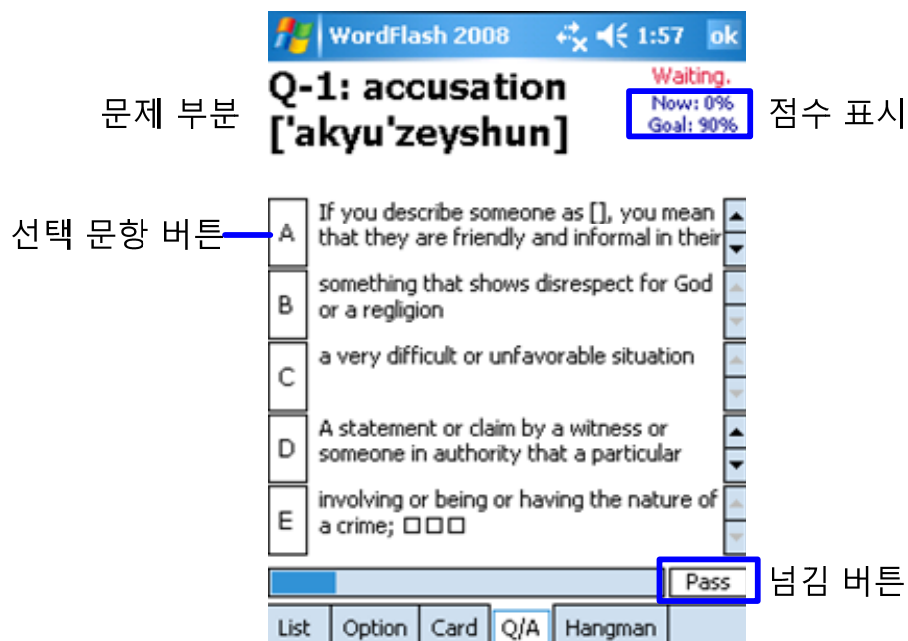 WordFlash 2008 1:57 ok
Q-1: accusation
['akyu'zeyshun]
Waiting.
Now: 0%
Goal: 90%
문제 부분
점수 표시
선택 문항 버튼
A
If you describe someone as [], you mean
that they are friendly and informal in their
B
something that shows disrespect for God
or a regligion
C
a very difficult or unfavorable situation
D
A statement or claim by a witness or
someone in authority that a particular
E
involving or being or having the nature of
a crime; □□□
Pass
넘김 버튼
List Option Card Q/A Hangman